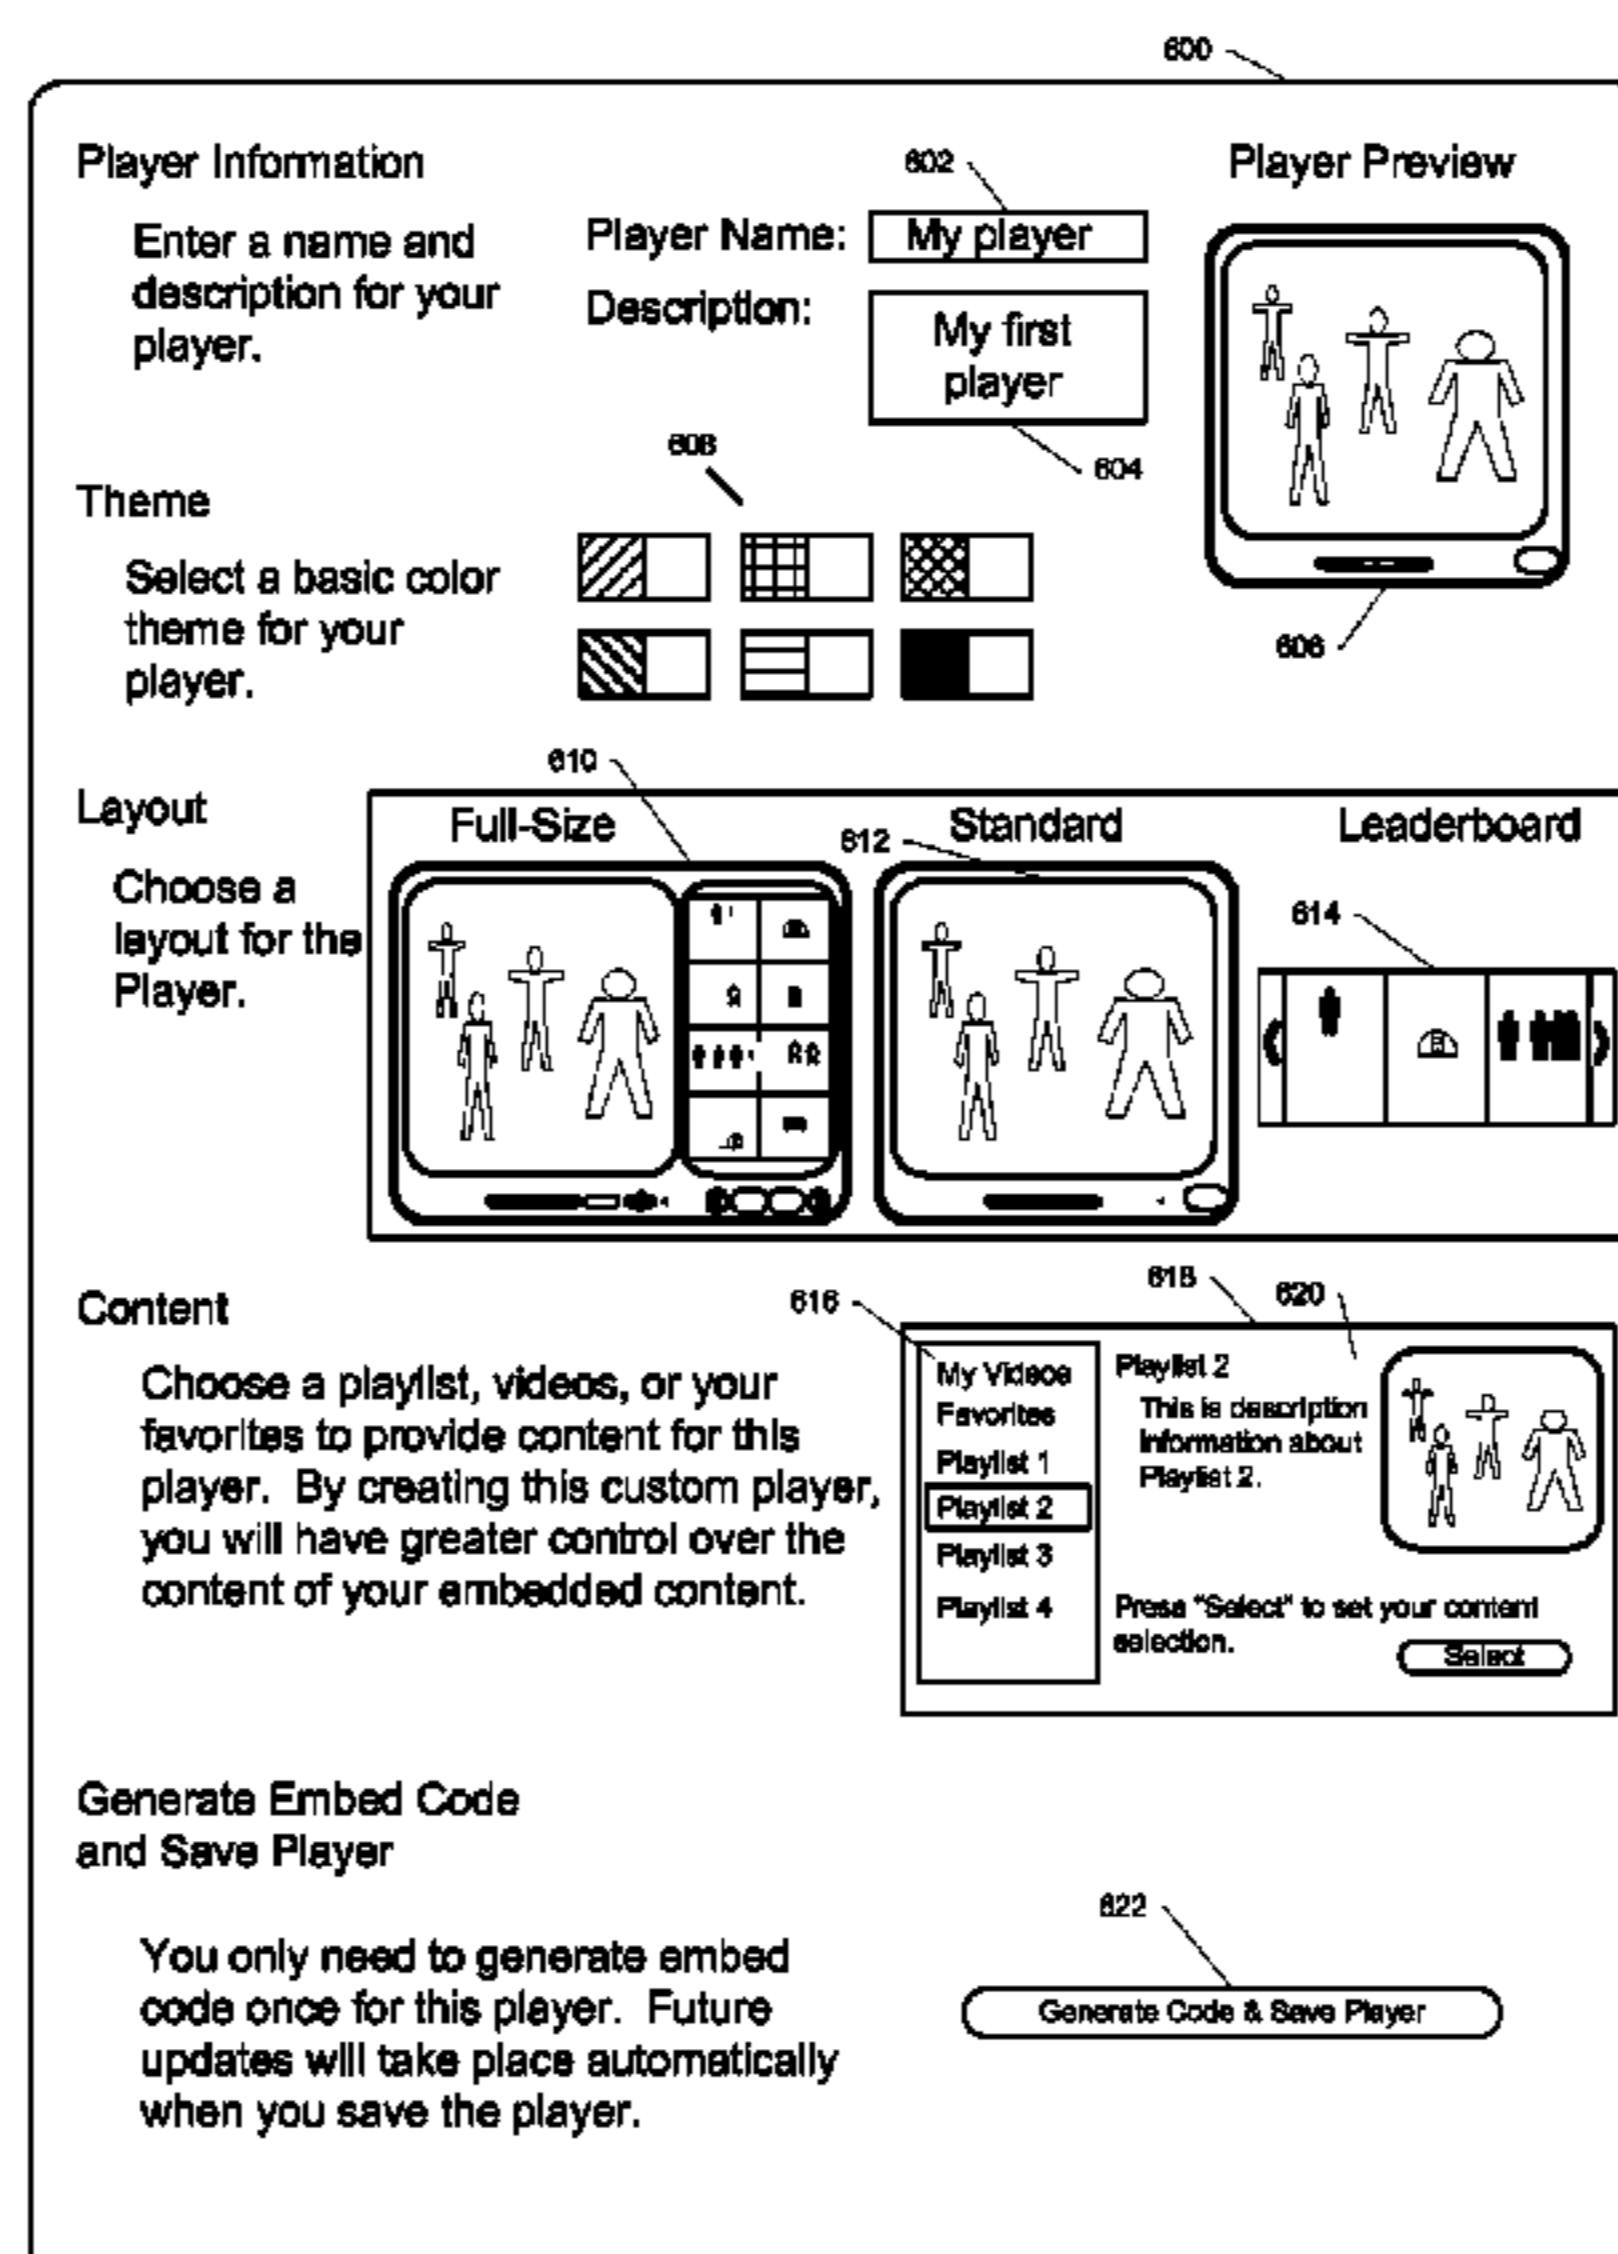 600
Player Information
Enter a name and
description for your
player.
602
Player Name:
My player
Description:
My first
player
604
Player Preview
606
608
Theme
Select a basic color
theme for your
player.
Layout
Choose a
layout for the
Player.
610
Full-Size
612
Standard
Leaderboard
614
Content
Choose a playlist, videos, or your
favorites to provide content for this
player. By creating this custom player,
you will have greater control over the
content of your embedded content.
616
618
620
My Videos
Favorites
Playlist 1
Playlist 2
Playlist 3
Playlist 4
Playlist 2
This is description
information about
Playlist 2.
Press "Select" to set your content
selection.
Select
Generate Embed Code
and Save Player
You only need to generate embed
code once for this player. Future
updates will take place automatically
when you save the player.
622
Generate Code & Save Player